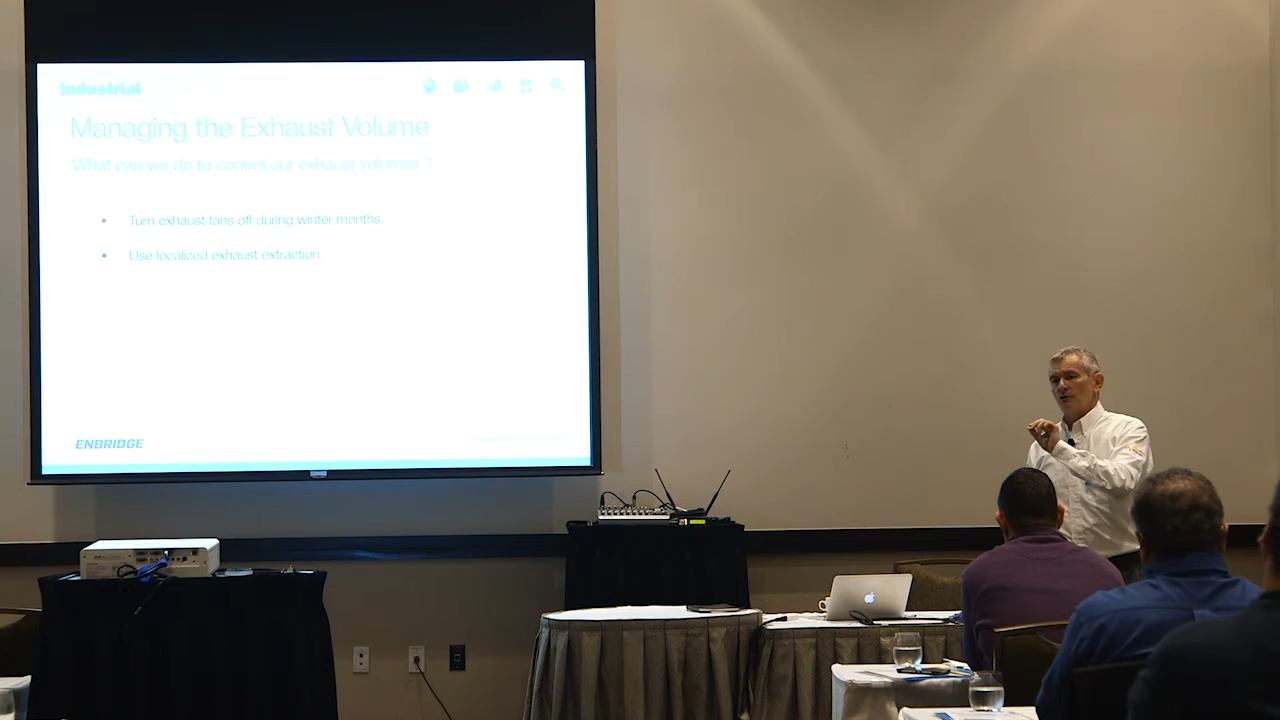 industrial
Managing the Exhaust Volume
What can we do to control our exhaust volumes ?
Turn exhaust fans off during winter months.
Use localized exhaust extraction.
ENBRIDGE